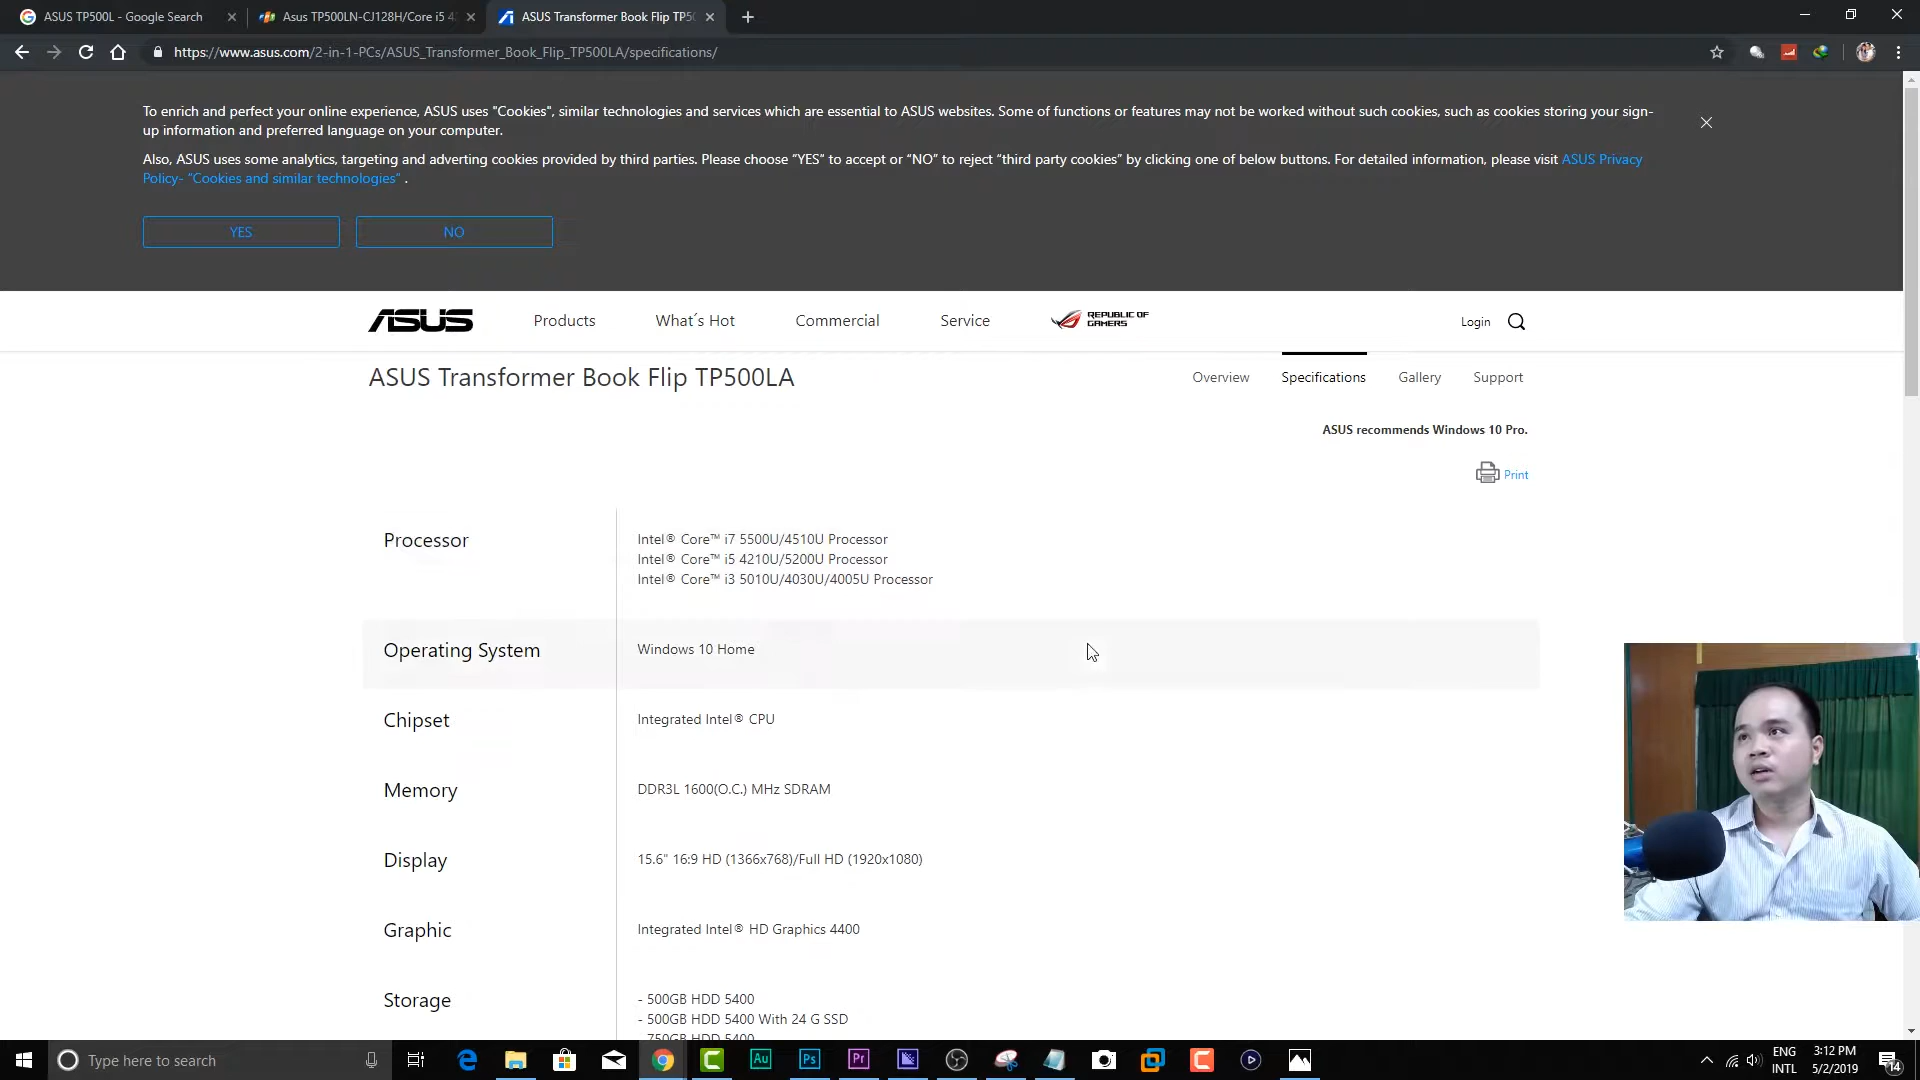 ASUS TP500L - Google Search
Asus TP500LN-CJ128H/Core i5 4
ASUS Transformer Book Flip TP50
https://www.asus.com/2-in-1-PCs/ASUS_Transformer_Book_Flip_TP500LA/specifications/
To enrich and perfect your online experience, ASUS uses "Cookies", similar technologies and services which are essential to ASUS websites. Some of functions or features may not be worked without such cookies, such as cookies storing your sign-
up information and preferred language on your computer.
Also, ASUS uses some analytics, targeting and adverting cookies provided by third parties. Please choose “YES” to accept or “NO” to reject “third party cookies” by clicking one of below buttons. For detailed information, please visit ASUS Privacy
Policy- “Cookies and similar technologies” .
YES
NO
ASUS
Products
What´s Hot
Commercial
Service
REPUBLIC OF
GAMERS
Login
ASUS Transformer Book Flip TP500LA
Overview
Specifications
Gallery
Support
ASUS recommends Windows 10 Pro.
Print
Processor
Intel® Core™ i7 5500U/4510U Processor
Intel® Core™ i5 4210U/5200U Processor
Intel® Core™ i3 5010U/4030U/4005U Processor
Operating System
Windows 10 Home
Chipset
Integrated Intel® CPU
Memory
DDR3L 1600(O.C.) MHz SDRAM
Display
15.6" 16:9 HD (1366x768)/Full HD (1920x1080)
Graphic
Integrated Intel® HD Graphics 4400
Storage
- 500GB HDD 5400
- 500GB HDD 5400 With 24 G SSD
- 750GB HDD 5400
Type here to search
Au
Ps
Pr
ENG
INTL
3:12 PM
5/2/2019
14